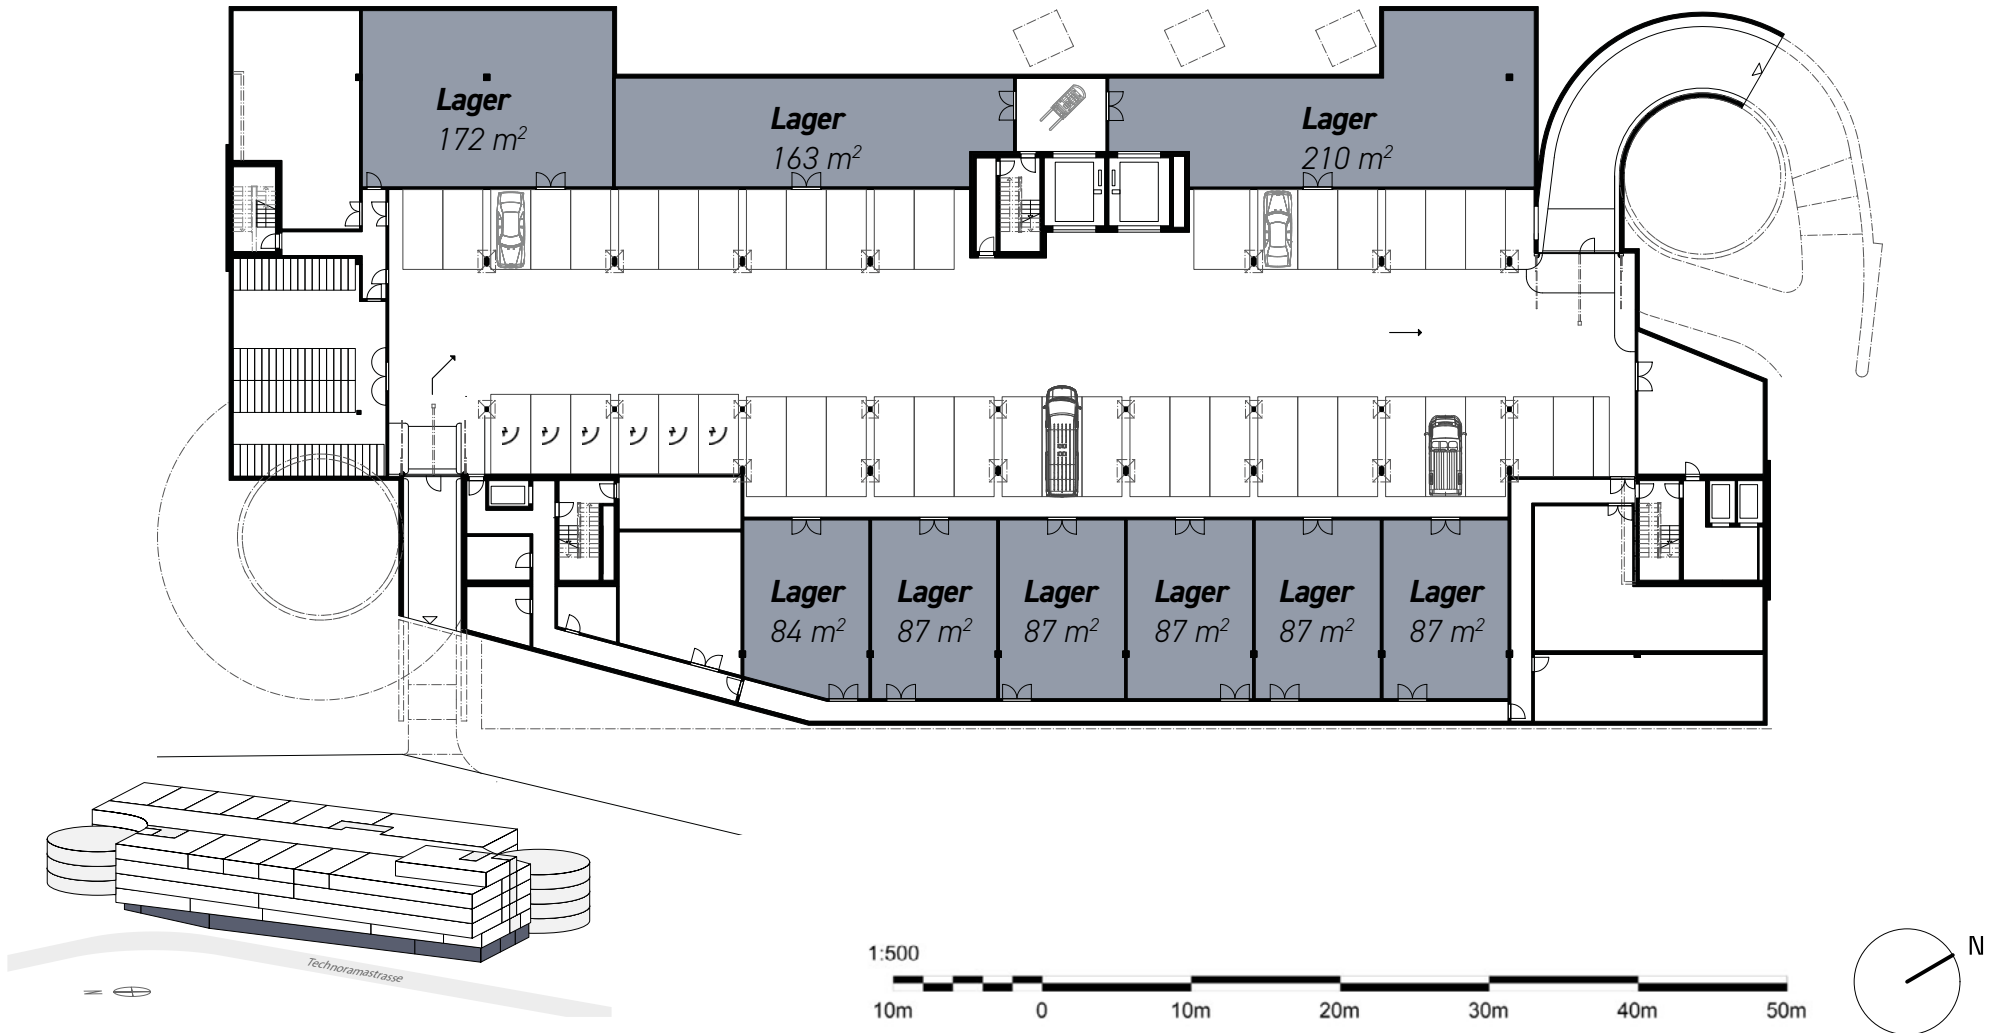 Lager
172 m²
Lager
163 m²
Lager
210 m²
Lager
84 m²
Lager
87 m²
Lager
87 m²
Lager
87 m²
Lager
87 m²
Lager
87 m²
Technoramastrasse
N
1:500
10m 0 10m 20m 30m 40m 50m
N